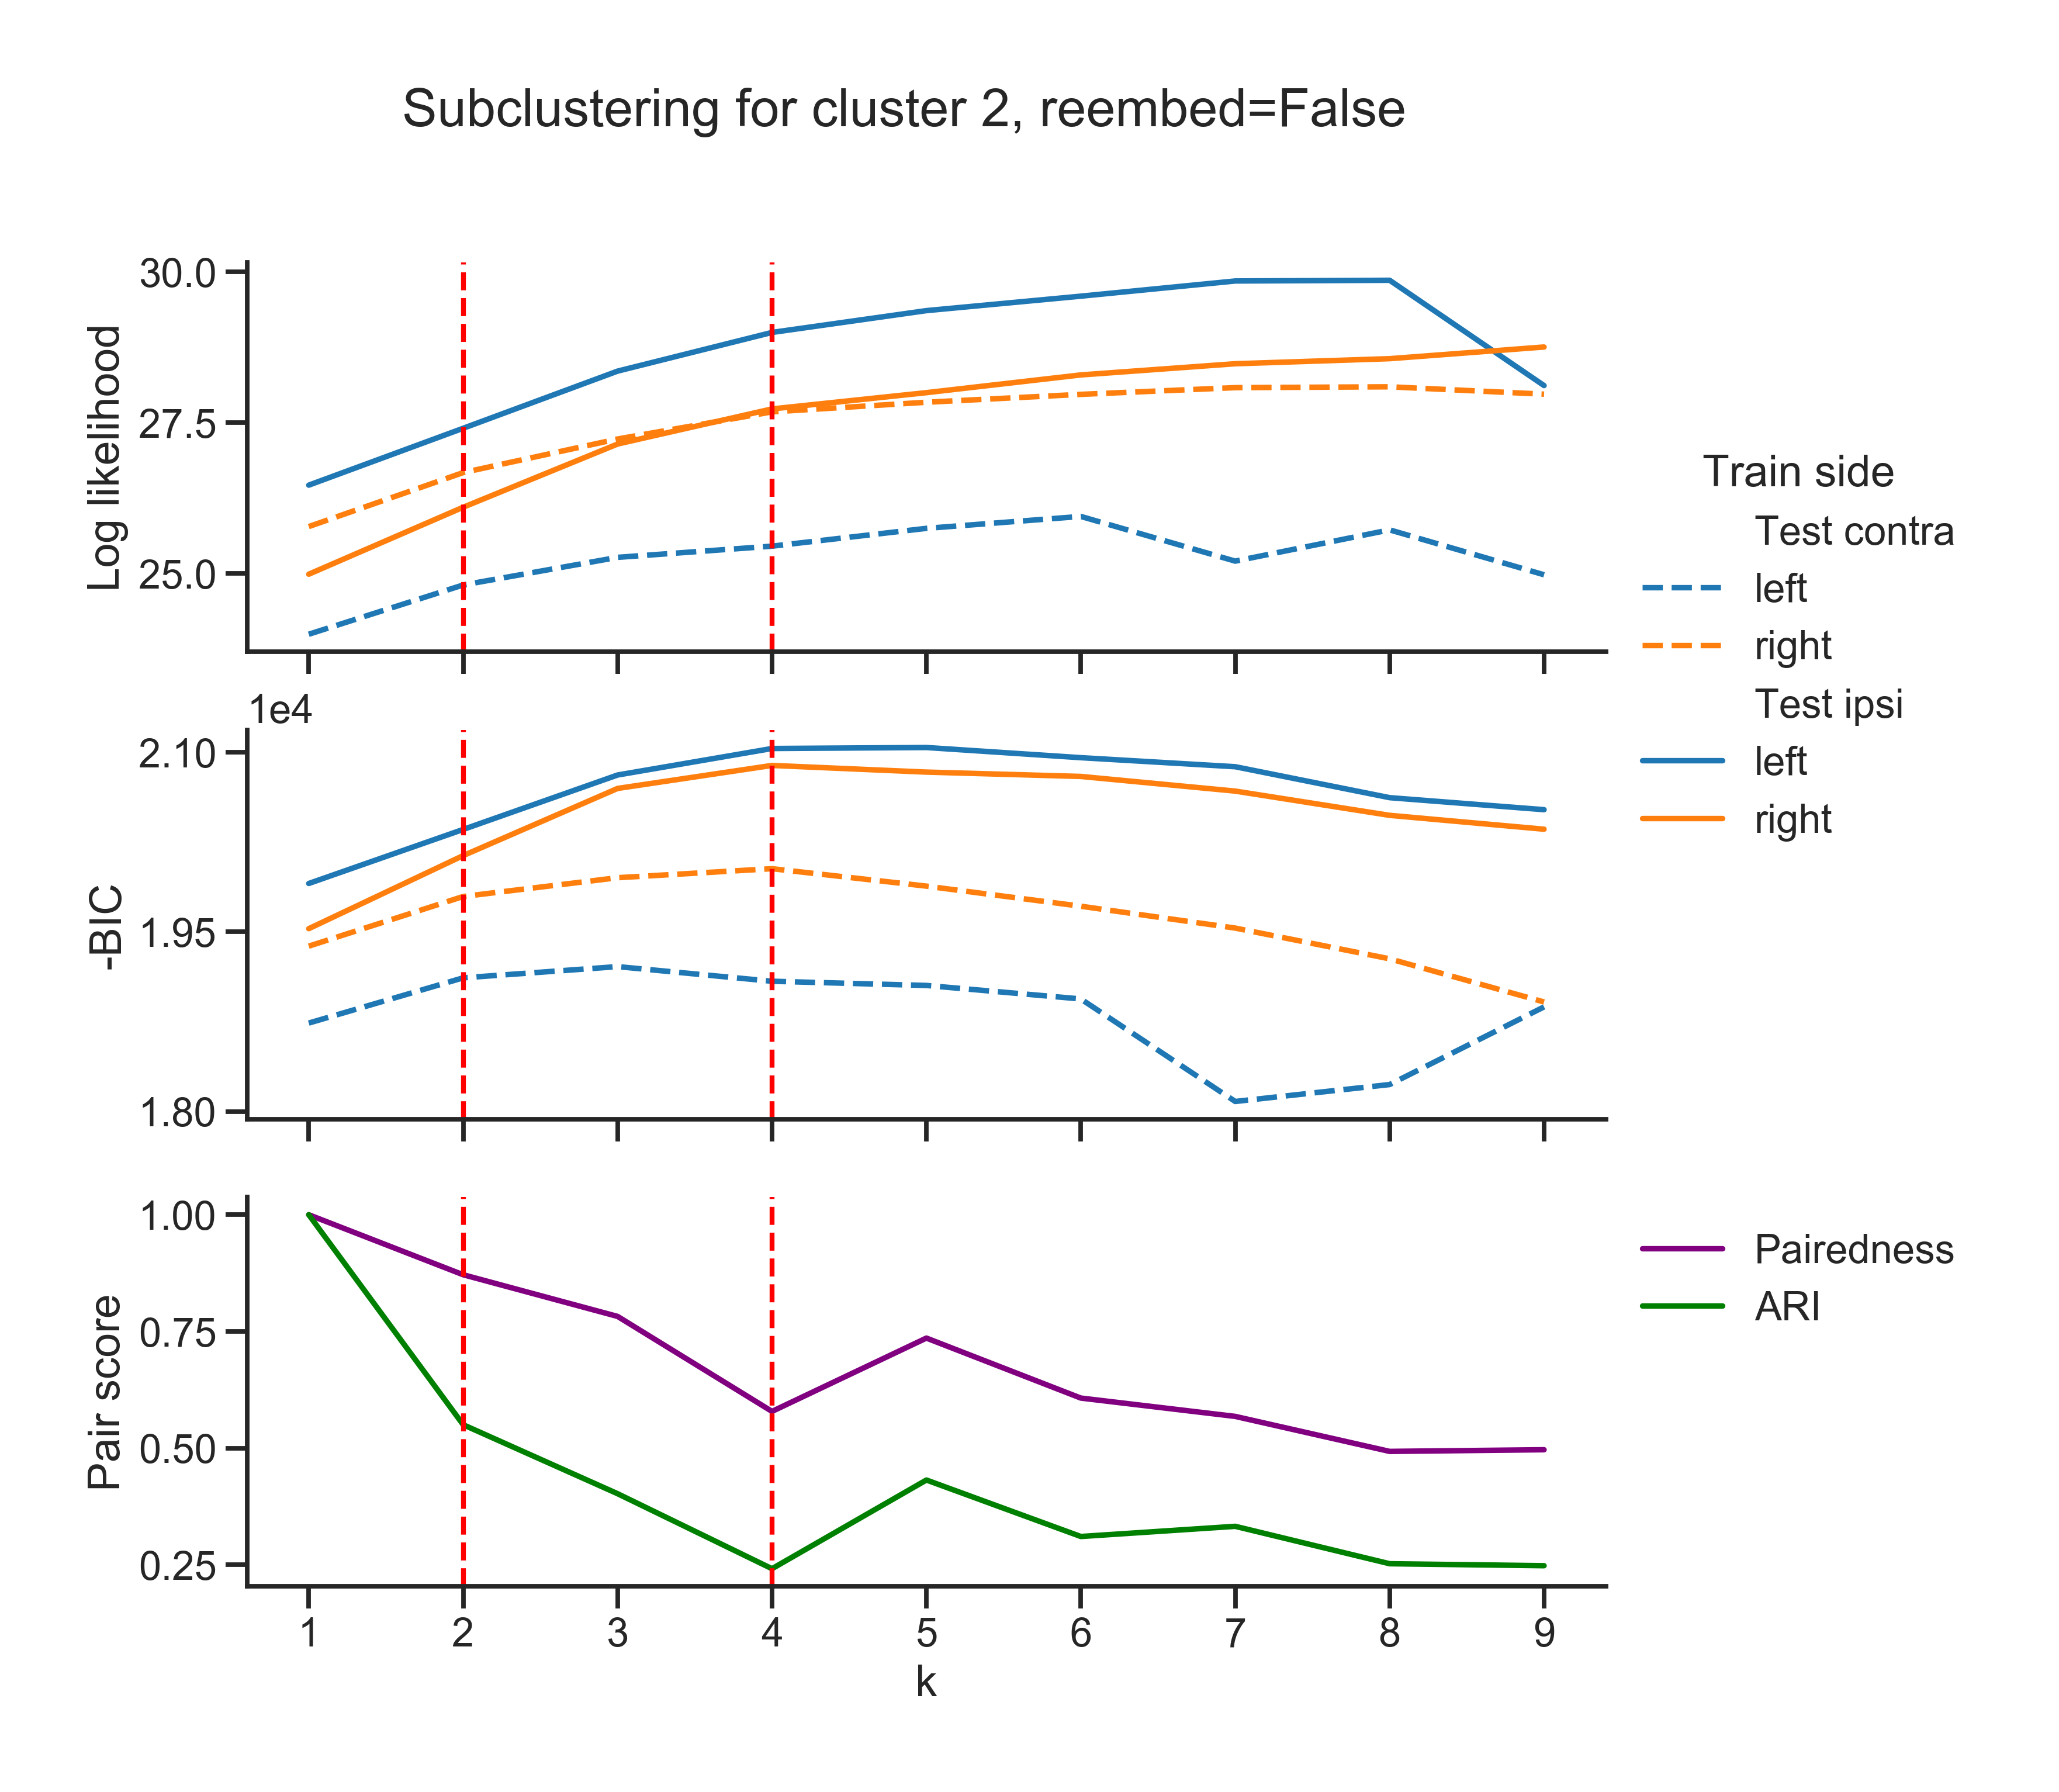 Subclustering for cluster 2, reembed=False
Log likelihood
30.0
27.5
25.0
Train side
Test contra
left
right
Test ipsi
left
right
1e4
-BIC
2.10
1.95
1.80
Pair score
1.00
0.75
0.50
0.25
Pairedness
ARI
1 2 3 4 5 6 7 8 9
k